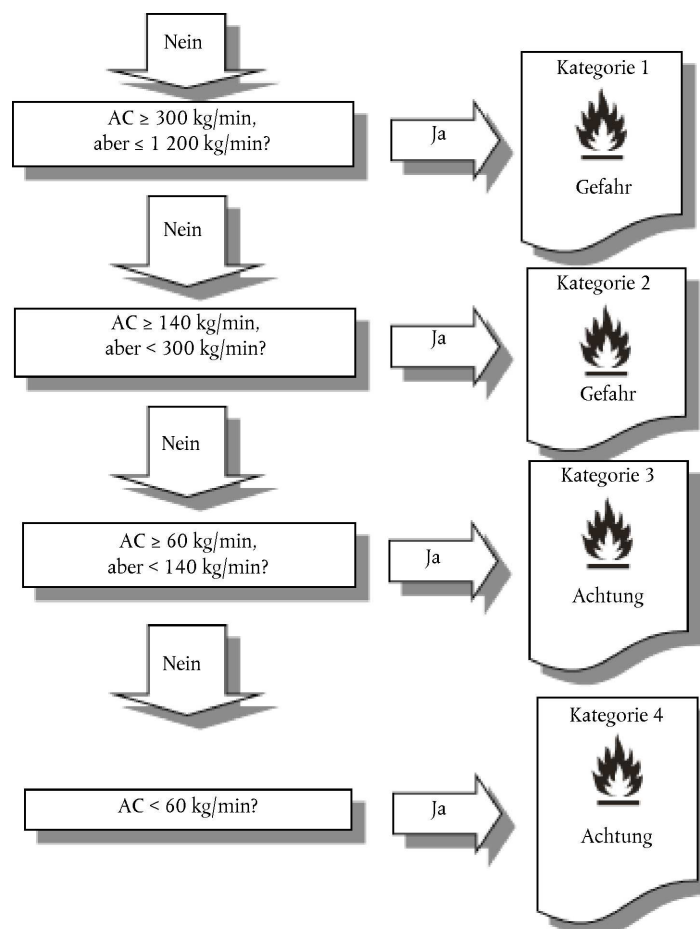 Nein
AC ≥ 300 kg/min,
aber ≤ 1 200 kg/min?
Ja
Kategorie 1
Gefahr
Nein
AC ≥ 140 kg/min,
aber < 300 kg/min?
Ja
Kategorie 2
Gefahr
Nein
AC ≥ 60 kg/min,
aber < 140 kg/min?
Ja
Kategorie 3
Achtung
Nein
AC < 60 kg/min?
Ja
Kategorie 4
Achtung